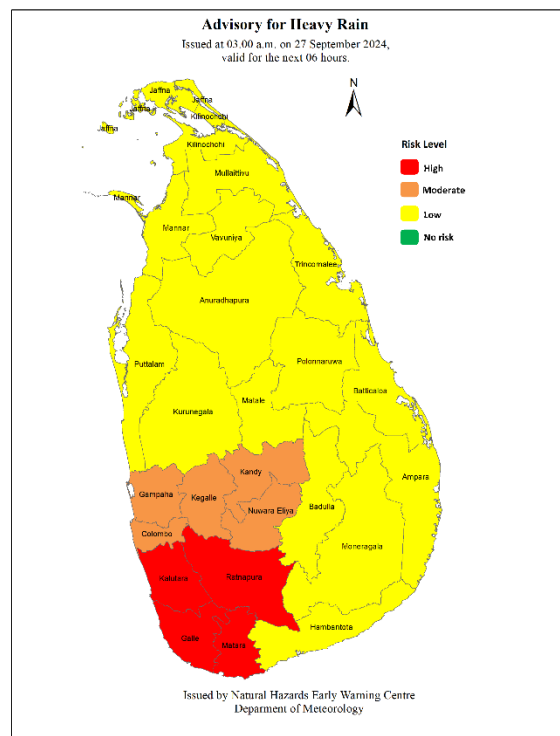 Advisory for Heavy Rain
Issued at 03.00 a.m. on 27 September 2024,
valid for the next 06 hours.
N
Risk Level
High
Moderate
Low
No risk
Jaffna
Jaffna
Jaffna
Jaffna
Kilinochchi
Kilinochchi
Mullaitivu
Mannar
Mannar
Vavuniya
Trincomalee
Anuradhapura
Polonnaruwa
Puttalam
Batticaloa
Kurunegala
Matale
Kandy
Ampara
Gampaha
Kegalle
Nuwara Eliya
Badulla
Colombo
Moneragala
Kalutara
Ratnapura
Hambantota
Galle
Matara
Issued by Natural Hazards Early Warning Centre
Deparment of Meteorology